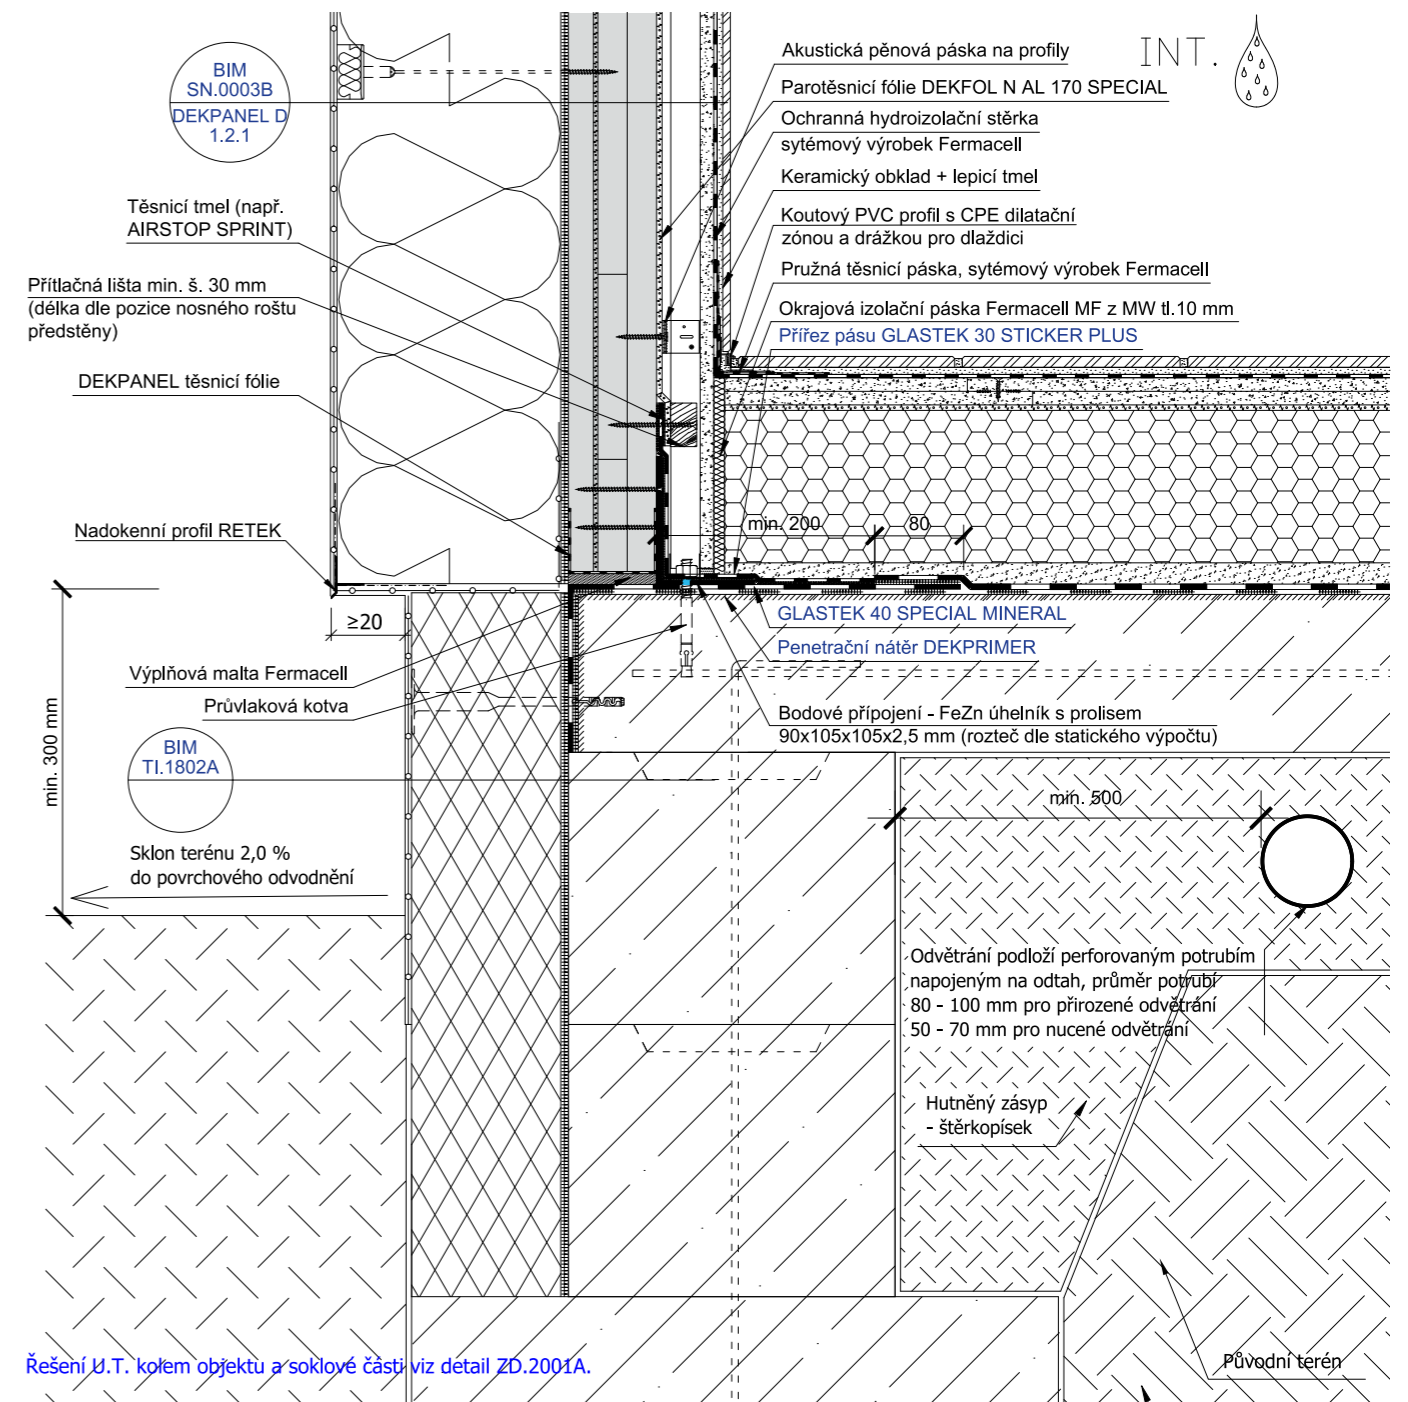 BIM
SN.0003B
DEKPANEL D
1.2.1
Těsnicí tmel (např.
AIRSTOP SPRINT)
Přítlačná lišta min. š. 30 mm
(délka dle pozice nosného roštu
předstěny)
DEKPANEL těsnicí fólie
Nadokenní profil RETEK
≥20
Výplňová malta Fermacell
Průvlaková kotva
min. 300 mm
BIM
TI.1802A
Sklon terénu 2,0 %
do povrchového odvodnění
INT.
Akustická pěnová páska na profily
Parotěsnicí fólie DEKFOL N AL 170 SPECIAL
Ochranná hydroizolační stěrka
sytémový výrobek Fermacell
Keramický obklad + lepicí tmel
Koutový PVC profil s CPE dilatační
zónou a drážkou pro dlaždici
Pružná těsnicí páska, sytémový výrobek Fermacell
Okrajová izolační páska Fermacell MF z MW tl.10 mm
Přířez pásu GLASTEK 30 STICKER PLUS
min. 200
80
GLASTEK 40 SPECIAL MINERAL
Penetrační nátěr DEKPRIMER
Bodové přípojení - FeZn úhelník s prolisem
90x105x105x2,5 mm (rozteč dle statického výpočtu)
min. 500
Odvětrání podloží perforovaným potrubím
napojeným na odtah, průměr potrubí
80 - 100 mm pro přirozené odvětrání
50 - 70 mm pro nucené odvětrání
Hutněný zásyp
- štěrkopísek
Původní terén
Řešení U.T. kolem objektu a soklové části viz detail ZD.2001A.